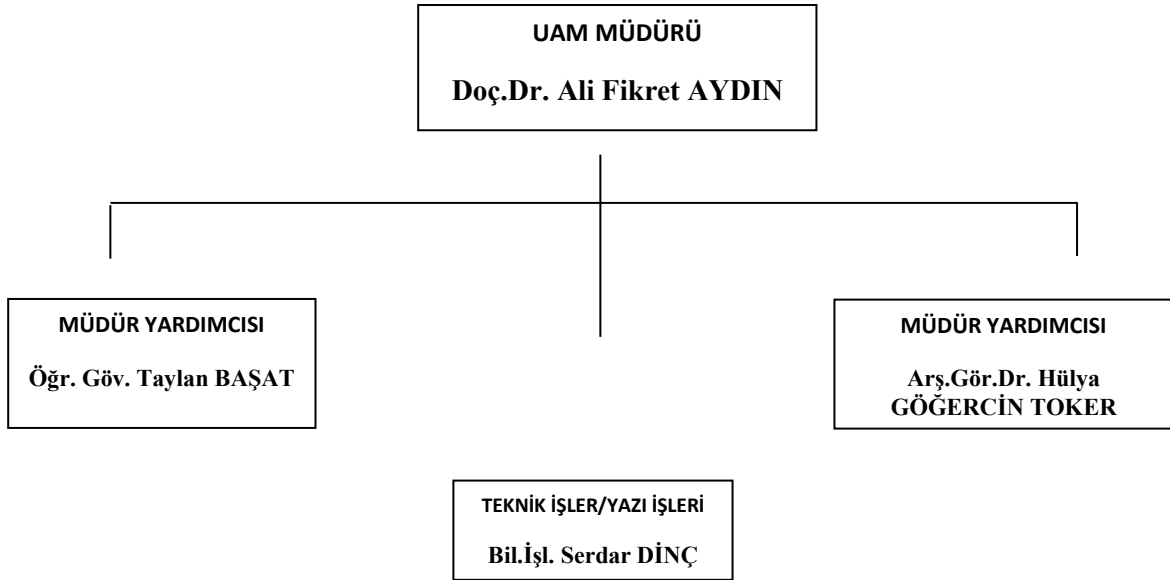 UAM MÜDÜRÜ
Doç.Dr. Ali Fikret AYDIN
MÜDÜR YARDIMCISI
Öğr. Göv. Taylan BAŞAT
MÜDÜR YARDIMCISI
Arş.Gör.Dr. Hülya
GÖĞERCİN TOKER
TEKNİK İŞLER/YAZI İŞLERİ
Bil.İşl. Serdar DİNÇ